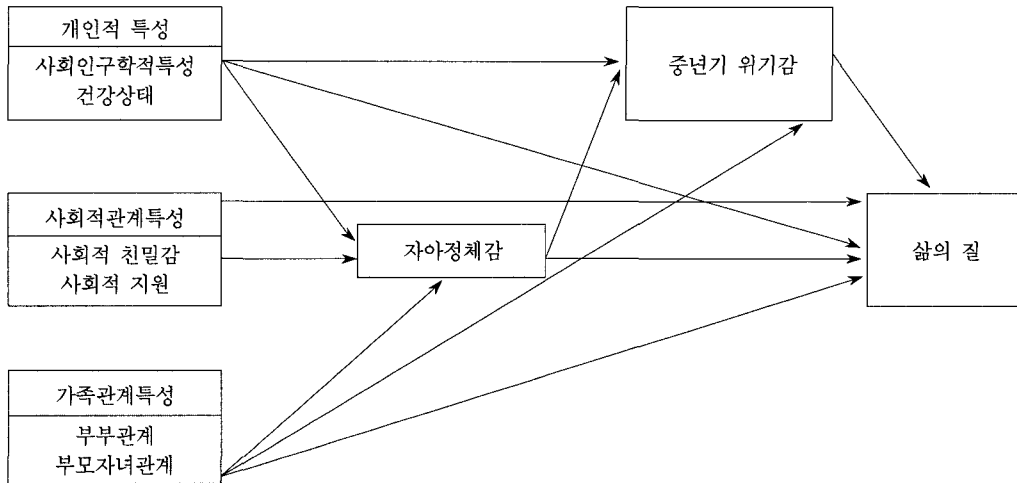 개인적 특성
사회인구학적특성
건강상태
중년기 위기감
사회적관계특성
사회적 친밀감
사회적 지원
자아정체감
삶의 질
가족관계특성
부부관계
부모자녀관계